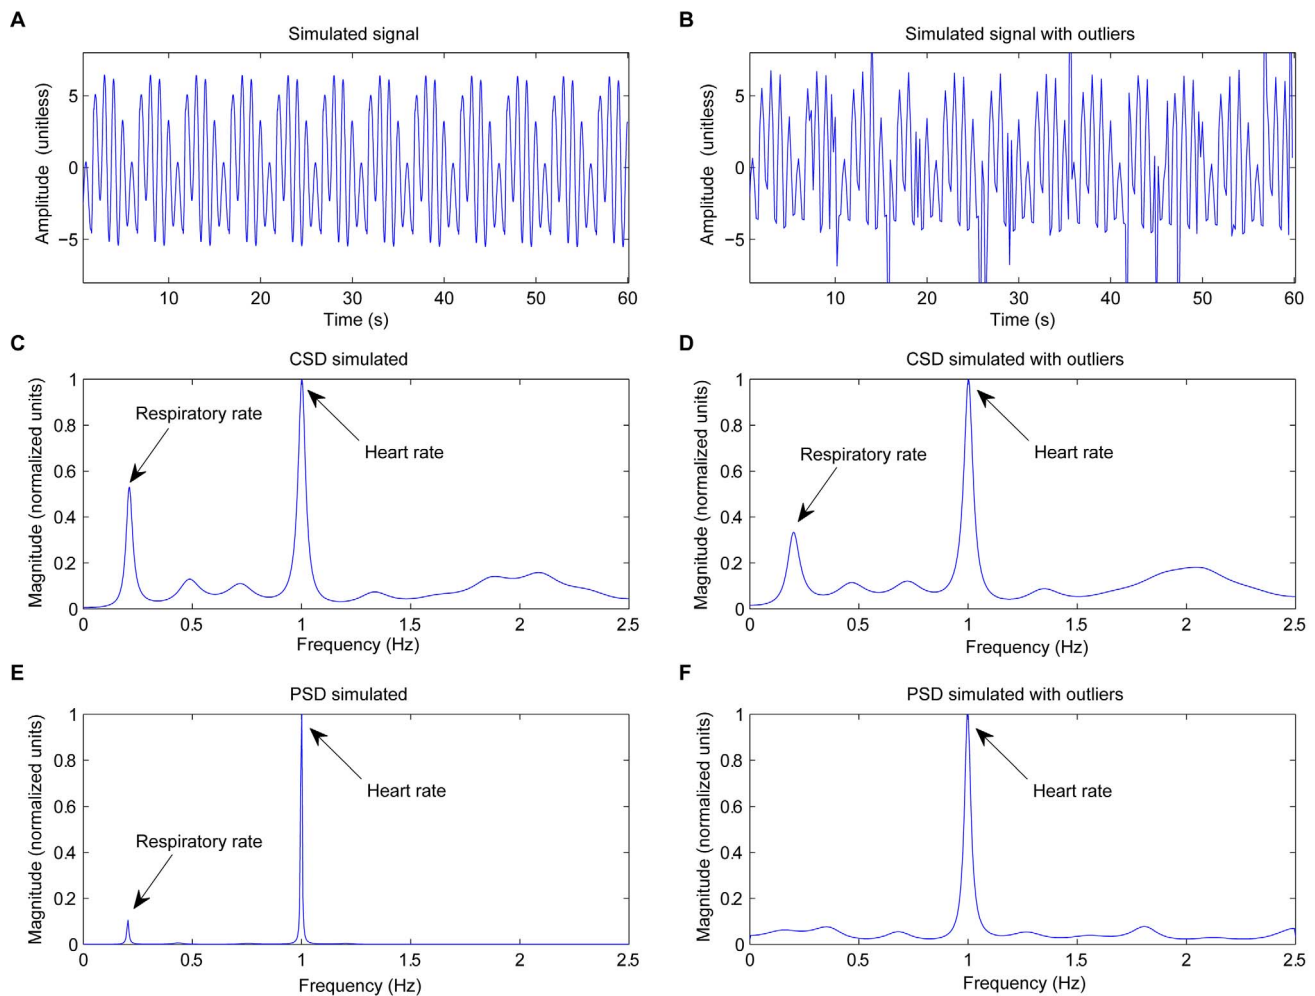 A
Simulated signal
Amplitude (unitless)
5
0
−5
10 20 30 40 50 60
Time (s)
B
Simulated signal with outliers
Amplitude (unitless)
5
0
−5
10 20 30 40 50 60
Time (s)
C
CSD simulated
Magnitude (normalized units)
1
0.8
0.6
0.4
0.2
0
Respiratory rate
Heart rate
0 0.5 1 1.5 2 2.5
Frequency (Hz)
D
CSD simulated with outliers
Magnitude (normalized units)
1
0.8
0.6
0.4
0.2
0
Respiratory rate
Heart rate
0 0.5 1 1.5 2 2.5
Frequency (Hz)
E
PSD simulated
Magnitude (normalized units)
1
0.8
0.6
0.4
0.2
0
Heart rate
Respiratory rate
0 0.5 1 1.5 2 2.5
Frequency (Hz)
F
PSD simulated with outliers
Magnitude (normalized units)
1
0.8
0.6
0.4
0.2
0
Heart rate
0 0.5 1 1.5 2 2.5
Frequency (Hz)